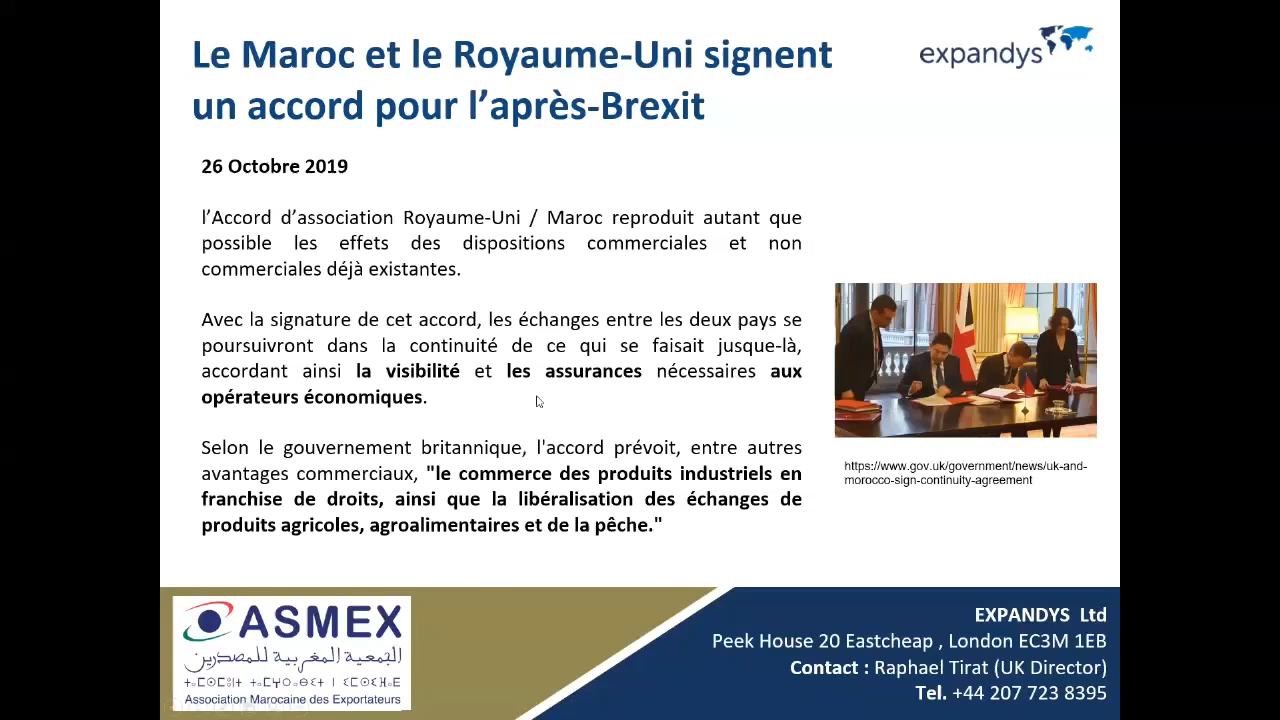 Le Maroc et le Royaume-Uni signent
un accord pour l’après-Brexit
expandys
26 Octobre 2019
l’Accord d’association Royaume-Uni / Maroc reproduit autant que
possible les effets des dispositions commerciales et non
commerciales déjà existantes.
Avec la signature de cet accord, les échanges entre les deux pays se
poursuivront dans la continuité de ce qui se faisait jusque-là,
accordant ainsi la visibilité et les assurances nécessaires aux
opérateurs économiques.
Selon le gouvernement britannique, l'accord prévoit, entre autres
avantages commerciaux, "le commerce des produits industriels en
franchise de droits, ainsi que la libéralisation des échanges de
produits agricoles, agroalimentaires et de la pêche."
https://www.gov.uk/government/news/uk-and-
morocco-sign-continuity-agreement
ASMEX
الجمعية المغربية للمصدرين
Association Marocaine des Exportateurs
EXPANDYS Ltd
Peek House 20 Eastcheap , London EC3M 1EB
Contact : Raphael Tirat (UK Director)
Tel. +44 207 723 8395